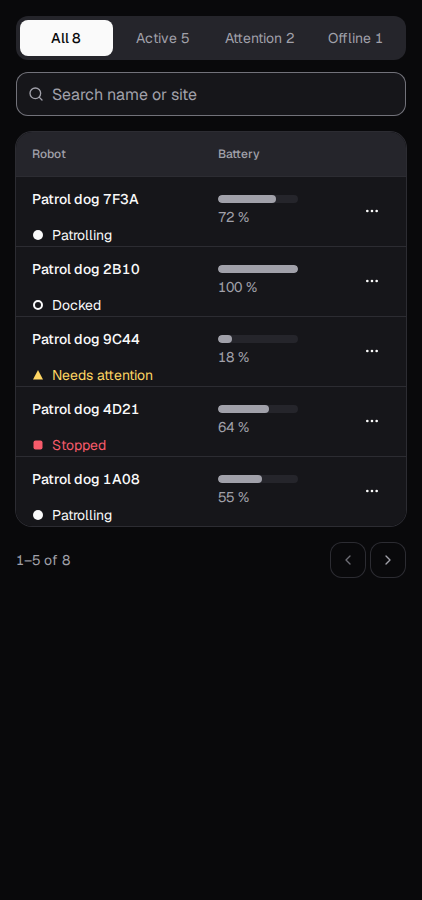 All 8 Active 5 Attention 2 Offline 1
Search name or site
Robot Battery
Patrol dog 7F3A
72 %
Patrolling
Patrol dog 2B10
100 %
Docked
Patrol dog 9C44
18 %
Needs attention
Patrol dog 4D21
64 %
Stopped
Patrol dog 1A08
55 %
Patrolling
1–5 of 8